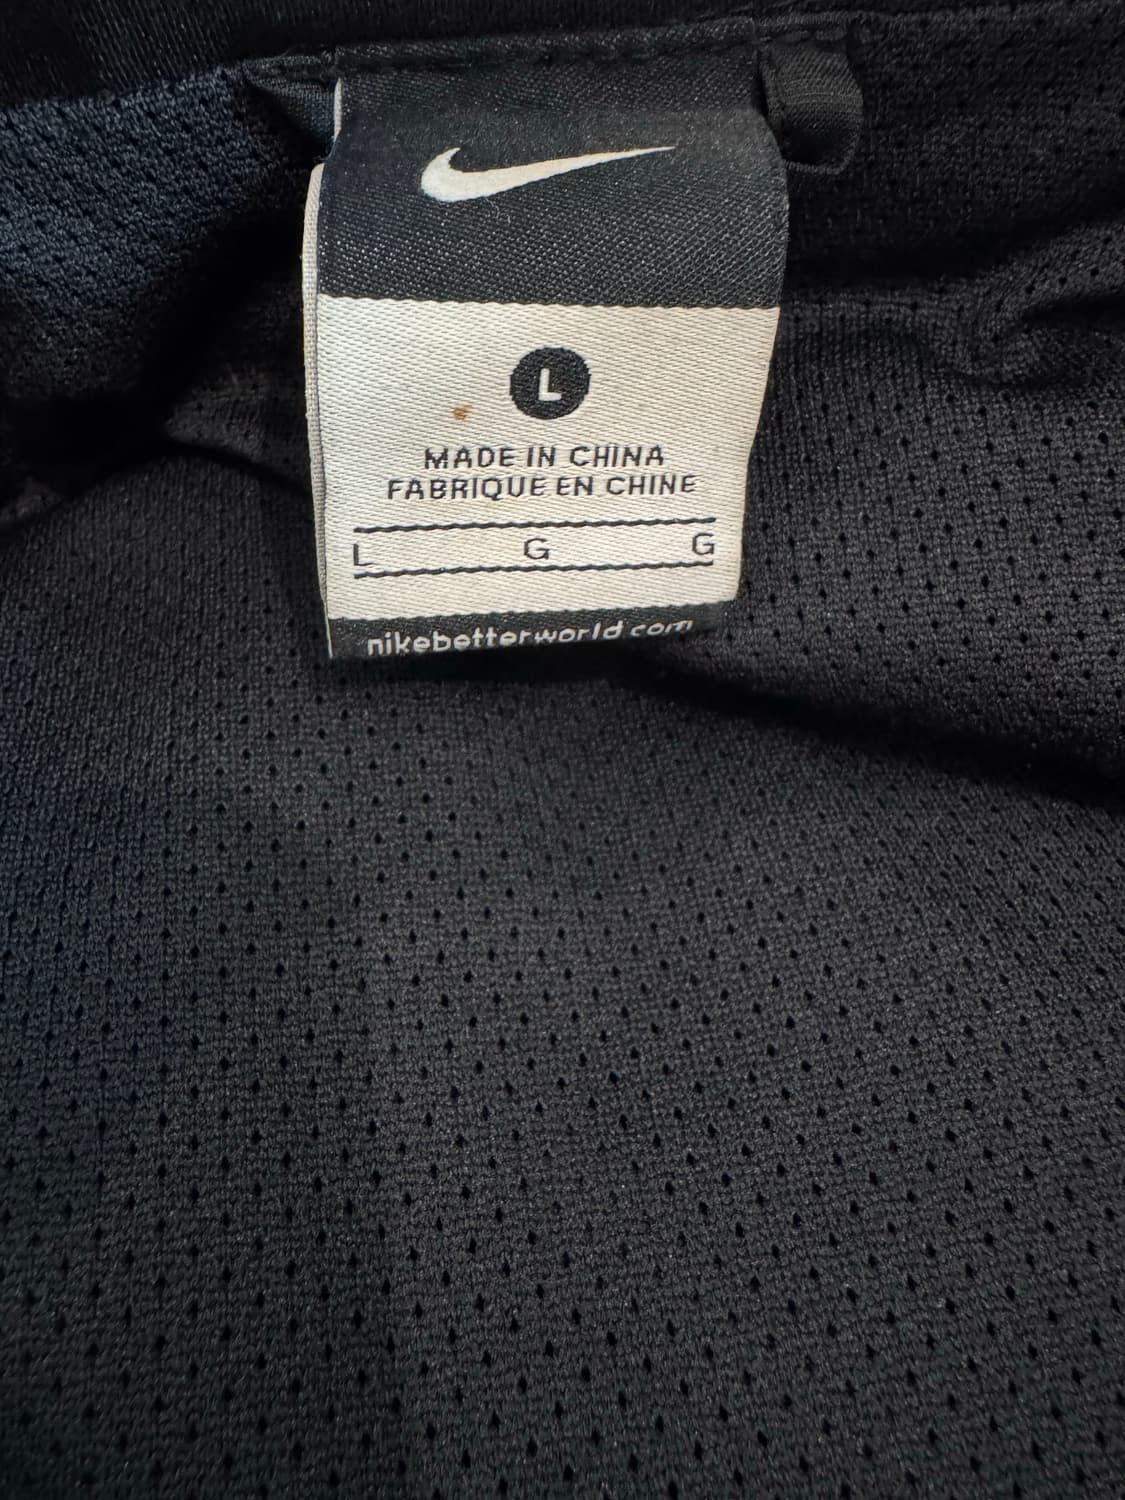 L
MADE IN CHINA
FABRIQUE EN CHINE
L G G
nikebetterworld.com